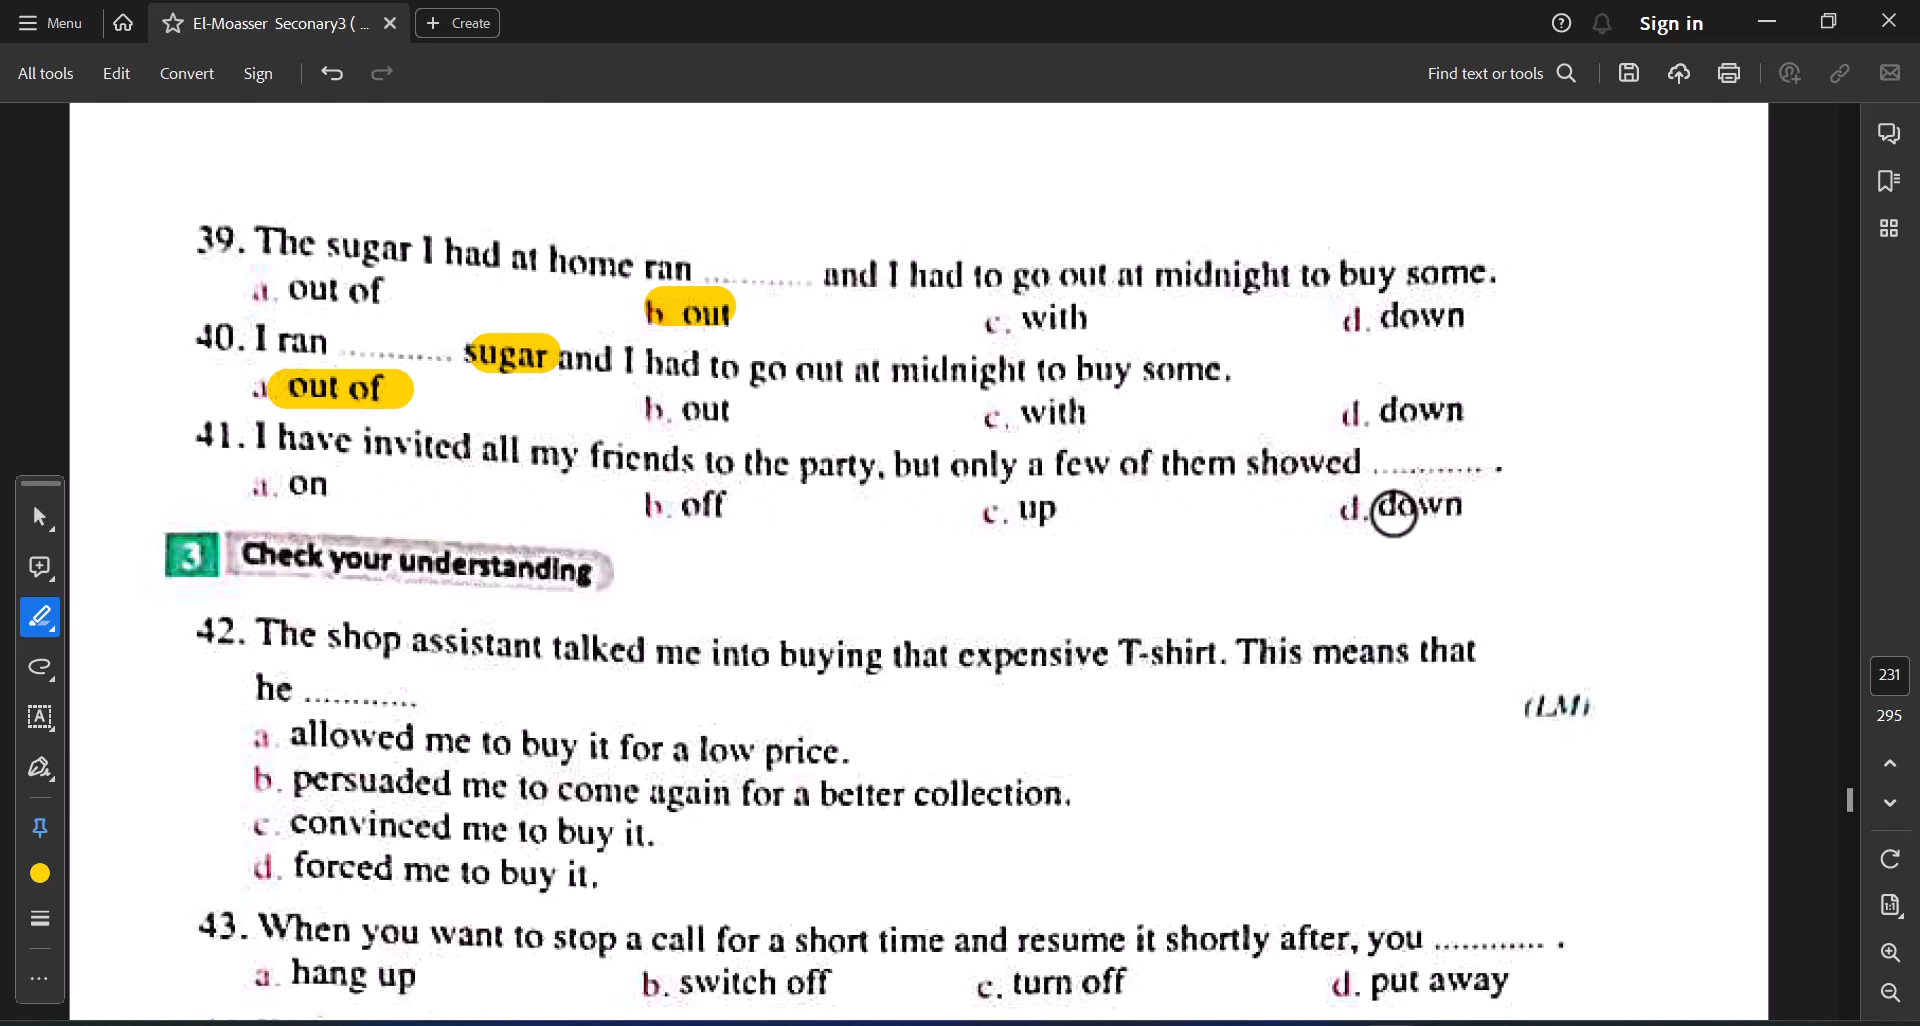 Menu
El-Moasser Seconary3 ( ...
Create
Sign in
All tools Edit Convert Sign
Find text or tools
39. The sugar I had at home ran ........... and I had to go out at midnight to buy some.
a. out of b. out c. with d. down
40. I ran ........... sugar and I had to go out at midnight to buy some.
a. out of b. out c. with d. down
41. I have invited all my friends to the party, but only a few of them showed ........... .
a. on b. off c. up d. down
3 Check your understanding
42. The shop assistant talked me into buying that expensive T-shirt. This means that
he ...........
(LM)
a. allowed me to buy it for a low price.
b. persuaded me to come again for a better collection.
c. convinced me to buy it.
d. forced me to buy it.
43. When you want to stop a call for a short time and resume it shortly after, you ........... .
a. hang up b. switch off c. turn off d. put away
231
295